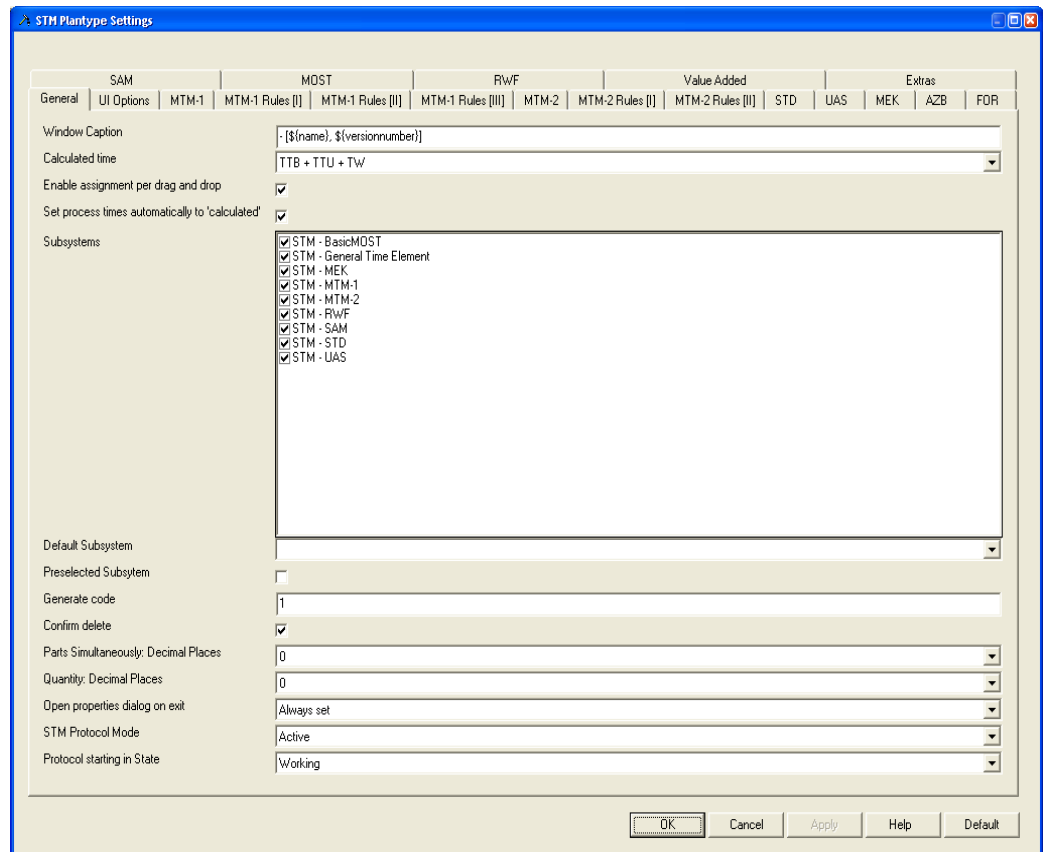 STM Plantype Settings
SAM MOST RWF Value Added Extras
General UI Options MTM-1 MTM-1 Rules [I] MTM-1 Rules [II] MTM-1 Rules [III] MTM-2 MTM-2 Rules [I] MTM-2 Rules [II] STD UAS MEK AZB FOR
Window Caption - [${name}, ${versionnumber}]
Calculated time TTB + TTU + TW
Enable assignment per drag and drop
Set process times automatically to 'calculated'
Subsystems STM - BasicMOST
STM - General Time Element
STM - MEK
STM - MTM-1
STM - MTM-2
STM - RWF
STM - SAM
STM - STD
STM - UAS
Default Subsystem
Preselected Subsytem
Generate code 1
Confirm delete
Parts Simultaneously: Decimal Places 0
Quantity: Decimal Places 0
Open properties dialog on exit Always set
STM Protocol Mode Active
Protocol starting in State Working
OK Cancel Apply Help Default